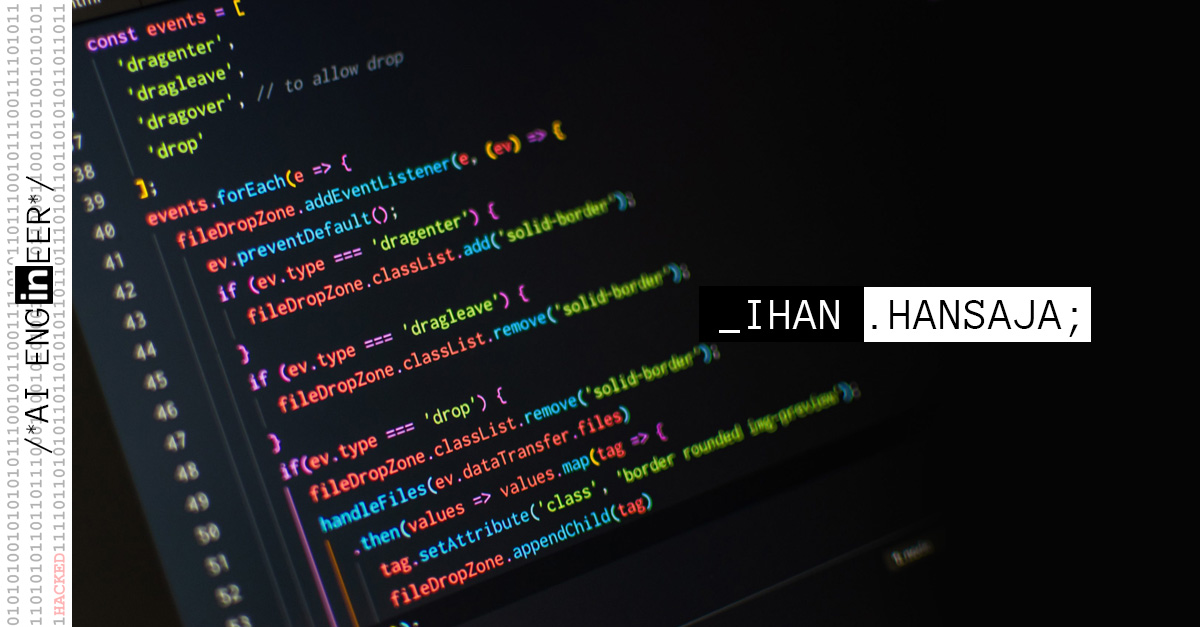 const events = [
'dragenter',
'dragleave',
'dragover', // to allow drop
'drop'
38
];
39
events.forEach(e => {
40
fileDropZone.addEventListener(e, (ev) => {
41
ev.preventDefault();
42
if (ev.type === 'dragenter') {
43
fileDropZone.classList.add('solid-border');
44
}
45
if (ev.type === 'dragleave') {
46
fileDropZone.classList.remove('solid-border');
47
}
48
if(ev.type === 'drop') {
49
fileDropZone.classList.remove('solid-border');
50
handleFiles(ev.dataTransfer.files)
51
.then(values => values.map(tag => {
52
tag.setAttribute('class', 'border rounded img-preview');
53
fileDropZone.appendChild(tag)
/*AI ENGinEER*/
HACKED
_IHAN .HANSAJA;